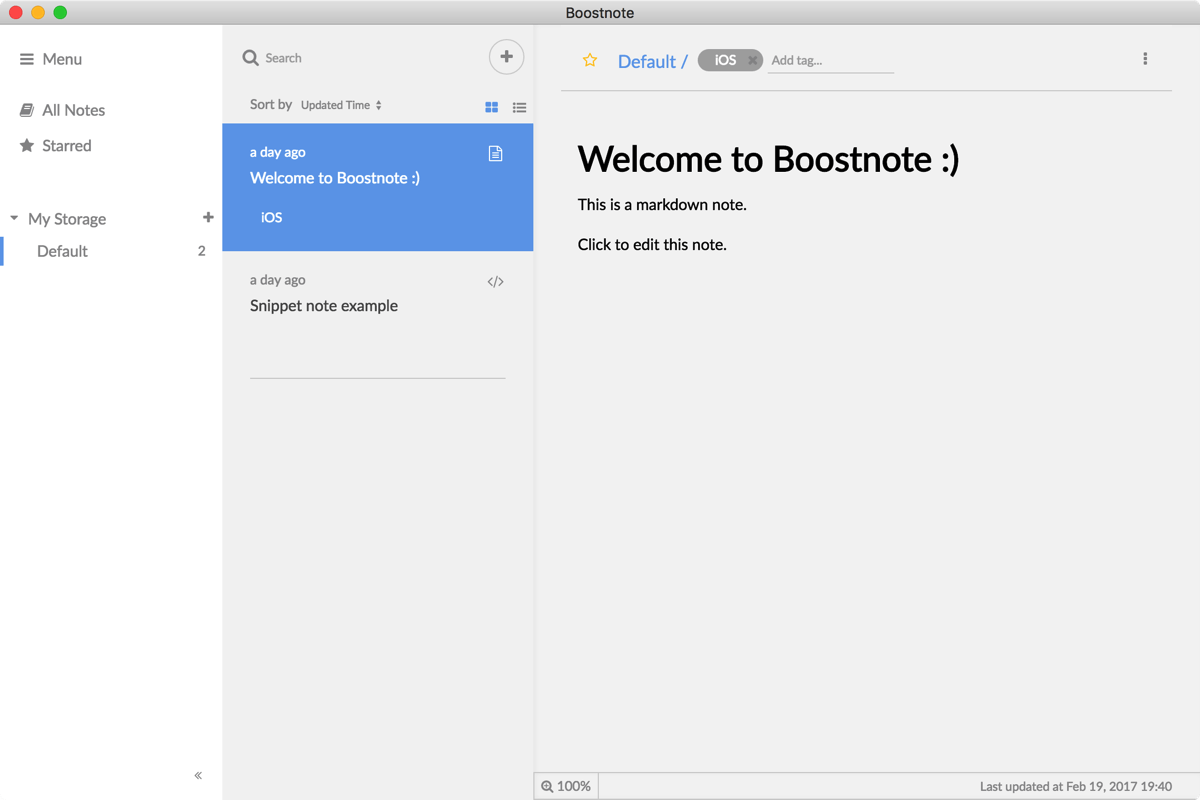 Boostnote
Menu
All Notes
Starred
My Storage
Default 2
Search
Sort by Updated Time
a day ago
Welcome to Boostnote :)
iOS
a day ago
Snippet note example
Default / iOS Add tag...
Welcome to Boostnote :)
This is a markdown note.
Click to edit this note.
100%
Last updated at Feb 19, 2017 19:40